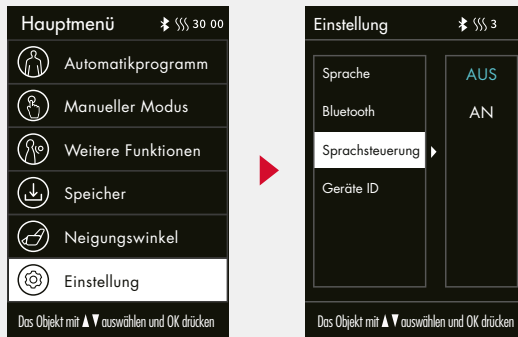 Hauptmenü 30 00
Automatikprogramm
Manueller Modus
Weitere Funktionen
Speicher
Neigungswinkel
Einstellung
Das Objekt mit ▲▼ auswählen und OK drücken
Einstellung 3
Sprache
Bluetooth
Sprachsteuerung
Geräte ID
AUS
AN
Das Objekt mit ▲▼ auswählen und OK drücken